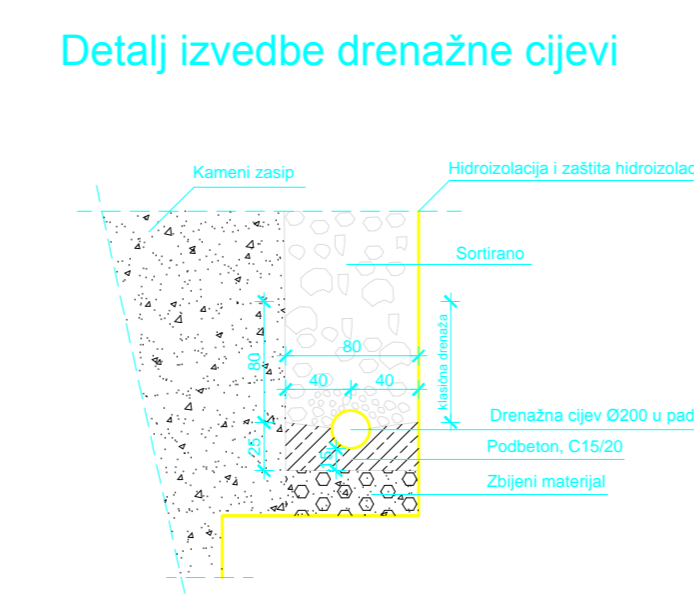 Detalj izvedbe drenažne cijevi
Kameni zasip
Hidroizolacija i zaštita hidroizolac
Sortirano
80
40
40
80
Klasična drenaža
Drenažna cijev Ø200 u pad
25
15
Podbeton, C15/20
Zbijeni materijal